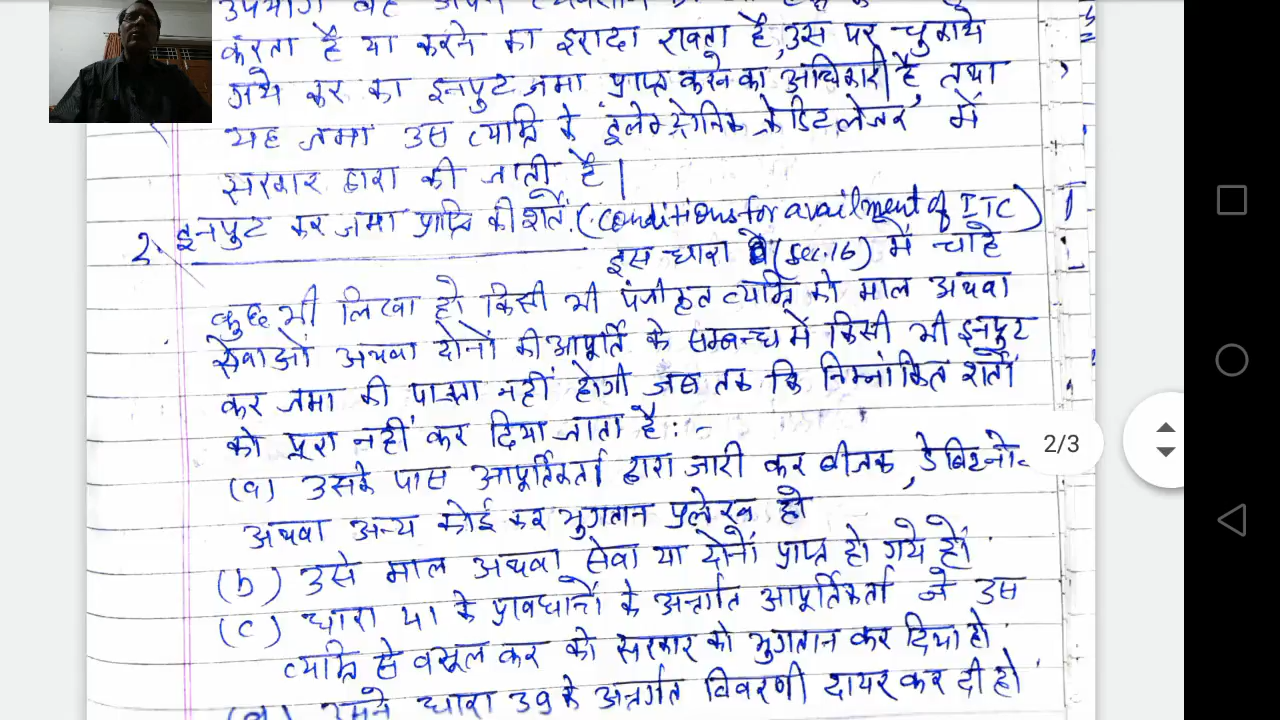 करता है या करने का इरादा रखता है, उस पर चुकाये
गये कर का इनपुट जमा प्राप्त करने का अधिकारी है, तथा
यह जमा उस व्यक्ति के इलेक्ट्रोनिक क्रेडिट लेजर में
सरकार द्वारा की जाती है।
2. इनपुट कर जमा प्राप्ति की शर्तें. (Conditions for availment of ITC)
इस धारा (Sec.16) में चाहे
कुछ भी लिखा हो किसी भी पंजीकृत व्यक्ति को माल अथवा
सेवाओं अथवा दोनों की आपूर्ति के सम्बन्ध में किसी भी इनपुट
कर जमा की पात्रता नहीं होगी जब तक कि निम्नांकित शर्तों
को पूरा नहीं कर दिया जाता है:-
(a) उसके पास आपूर्तिकर्ता द्वारा जारी कर बीजक, डेबिट नो-
अथवा अन्य कोई कर भुगतान प्रलेख हो
(b) उसे माल अथवा सेवा या दोनों प्राप्त हो गये हों
(c) धारा 41 के प्रावधानों के अन्तर्गत आपूर्तिकर्ता ने उस
व्यक्ति से वसूल कर को सरकार को भुगतान कर दिया हो
(d) उसने धारा 39 के अन्तर्गत विवरणी दायर कर दी हो
2/3